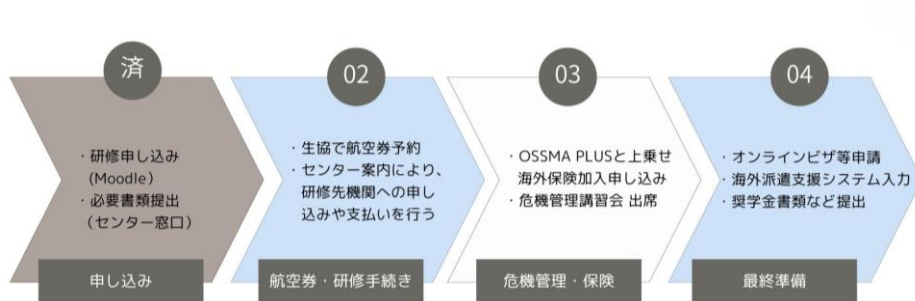 済
・研修申し込み
（Moodle）
・必要書類提出
（センター窓口）
申し込み
02
・生協で航空券予約
・センター案内により、
研修先機関への申し
込みや支払いを行う
航空券・研修手続き
03
・OSSMA PLUSと上乗せ
海外保険加入申し込み
・危機管理講習会 出席
危機管理・保険
04
・オンラインビザ等申請
・海外派遣支援システム入力
・奨学金書類など提出
最終準備